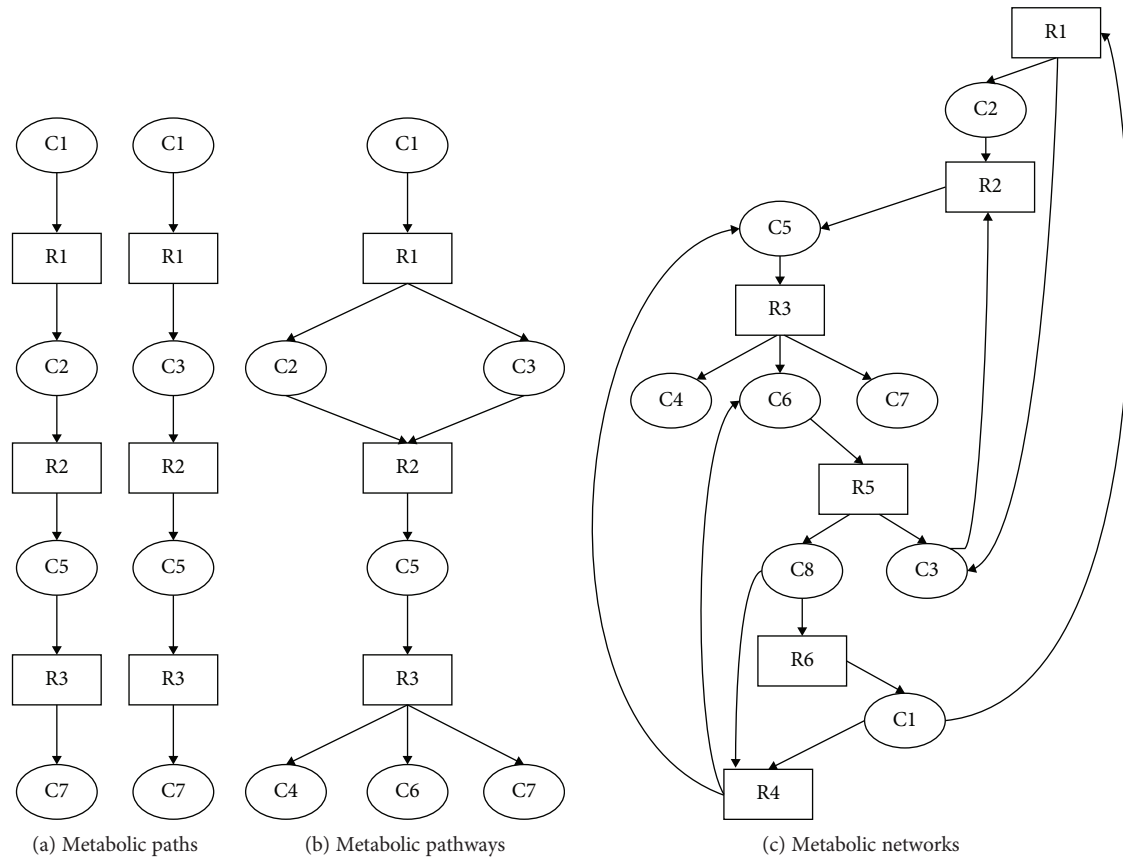 C1
R1
C2
R2
C5
R3
C7
C1
R1
C3
R2
C5
R3
C7
(a) Metabolic paths
C1
R1
C2 C3
R2
C5
R3
C4 C6 C7
(b) Metabolic pathways
R1
C2
R2
C5
R3
C4 C6 C7
R5
C8 C3
R6
C1
R4
(c) Metabolic networks